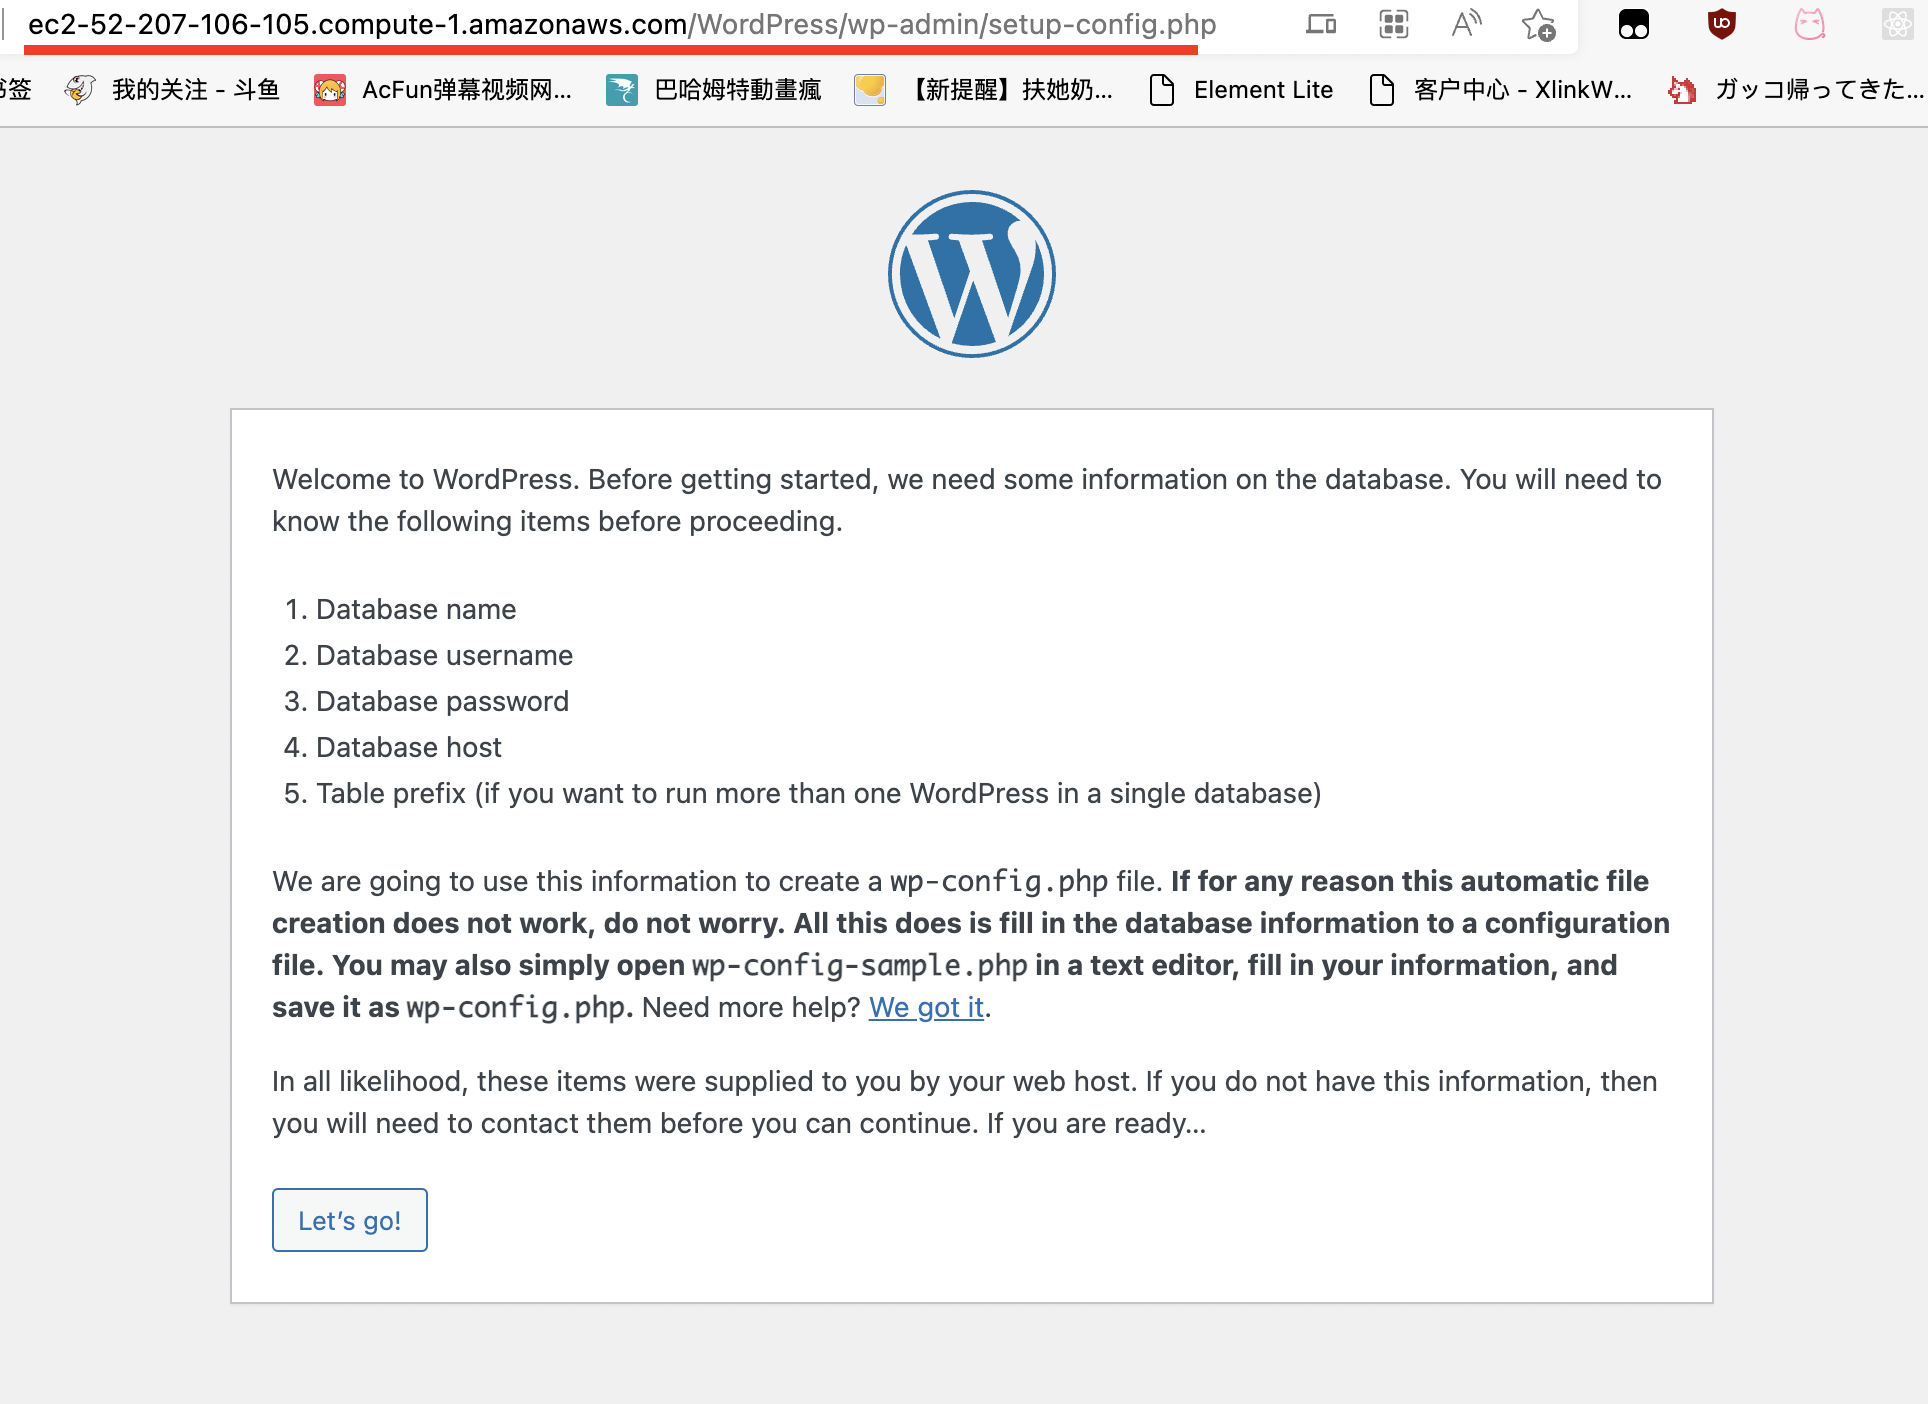 ec2-52-207-106-105.compute-1.amazonaws.com/WordPress/wp-admin/setup-config.php
签 我的关注 - 斗鱼 AcFun弹幕视频网... 巴哈姆特動畫瘋 【新提醒】扶她奶... Element Lite 客户中心 - XlinkW... ガッコ帰ってきた...
Welcome to WordPress. Before getting started, we need some information on the database. You will need to
know the following items before proceeding.
1. Database name
2. Database username
3. Database password
4. Database host
5. Table prefix (if you want to run more than one WordPress in a single database)
We are going to use this information to create a wp-config.php file. If for any reason this automatic file
creation does not work, do not worry. All this does is fill in the database information to a configuration
file. You may also simply open wp-config-sample.php in a text editor, fill in your information, and
save it as wp-config.php. Need more help? We got it.
In all likelihood, these items were supplied to you by your web host. If you do not have this information, then
you will need to contact them before you can continue. If you are ready...
Let's go!